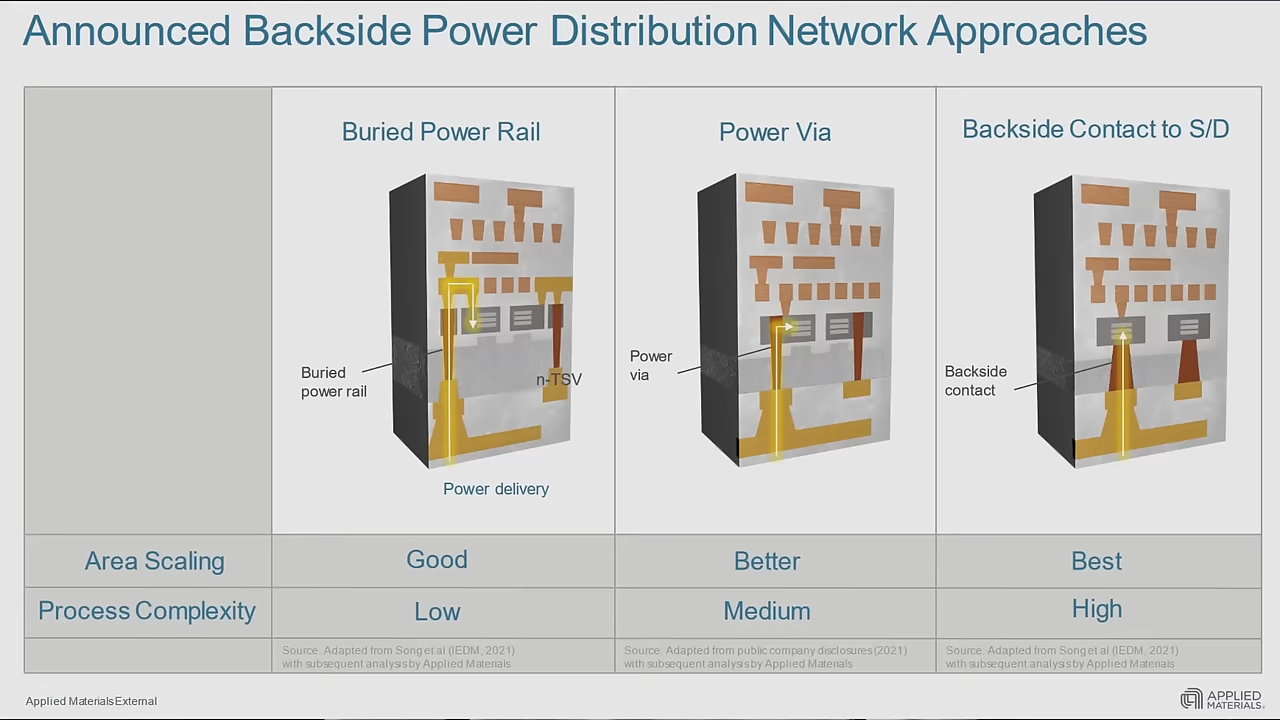 Announced Backside Power Distribution Network Approaches
Buried Power Rail
Power Via
Backside Contact to S/D
Buried
power rail
n-TSV
Power delivery
Power
via
Backside
contact
Area Scaling
Good
Better
Best
Process Complexity
Low
Medium
High
Source: Adapted from Song et al (IEDM, 2021)
with subsequent analysis by Applied Materials
Source: Adapted from public company disclosures (2021)
with subsequent analysis by Applied Materials
Source: Adapted from Song et al (IEDM, 2021)
with subsequent analysis by Applied Materials
Applied Materials External
APPLIED
MATERIALS®